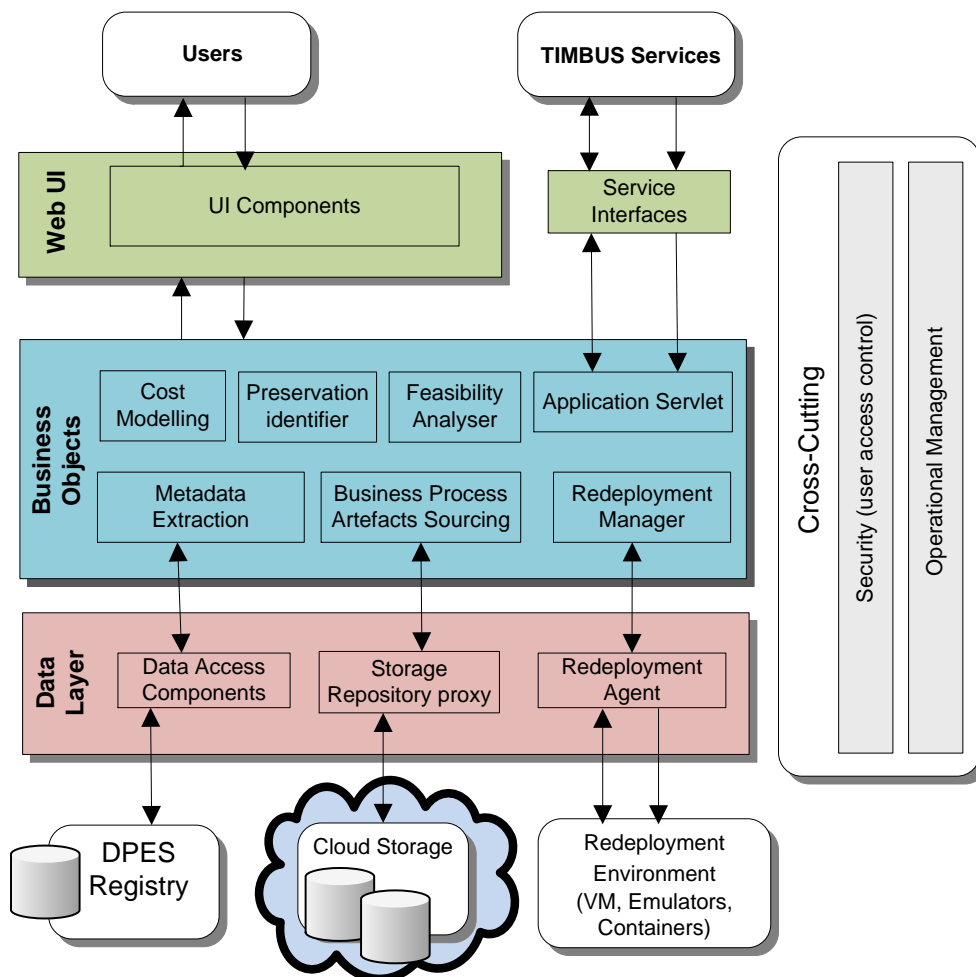 Users
TIMBUS Services
Web UI
UI Components
Service
Interfaces
Business
Objects
Cost
Modelling
Preservation
identifier
Feasibility
Analyser
Application Servlet
Metadata
Extraction
Business Process
Artefacts Sourcing
Redeployment
Manager
Data
Layer
Data Access
Components
Storage
Repository proxy
Redeployment
Agent
DPES
Registry
Cloud Storage
Redeployment
Environment
(VM, Emulators,
Containers)
Cross-Cutting
Security (user access control)
Operational Management